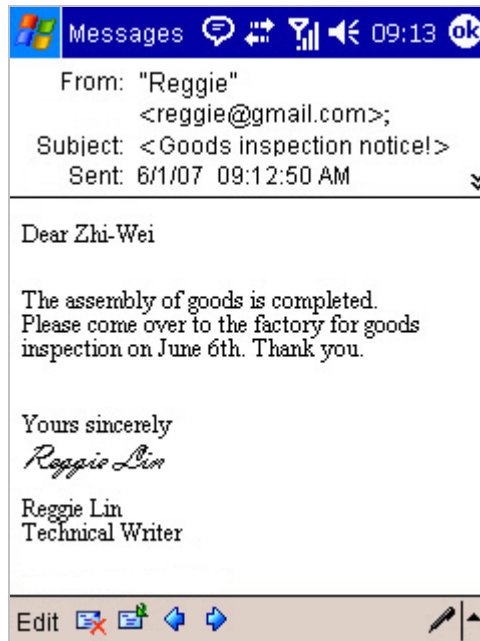 Messages 09:13 ok
From: "Reggie"
<reggie@gmail.com>;
Subject: <Goods inspection notice!>
Sent: 6/1/07 09:12:50 AM
Dear Zhi-Wei
The assembly of goods is completed.
Please come over to the factory for goods
inspection on June 6th. Thank you.
Yours sincerely
Reggie Lin
Reggie Lin
Technical Writer
Edit